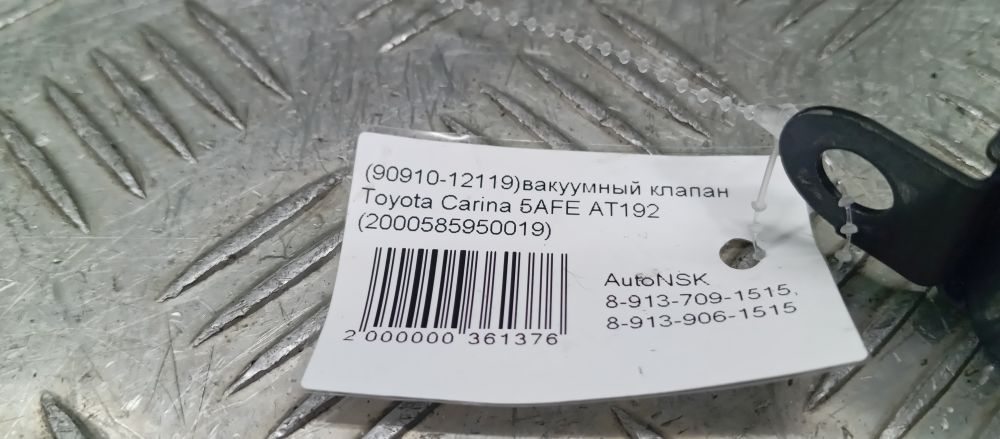 (90910-12119)вакуумный клапан
Toyota Carina 5AFE AT192
(2000585950019)
AutoNSK
8-913-709-1515,
8-913-906-1515
2 000000 361376